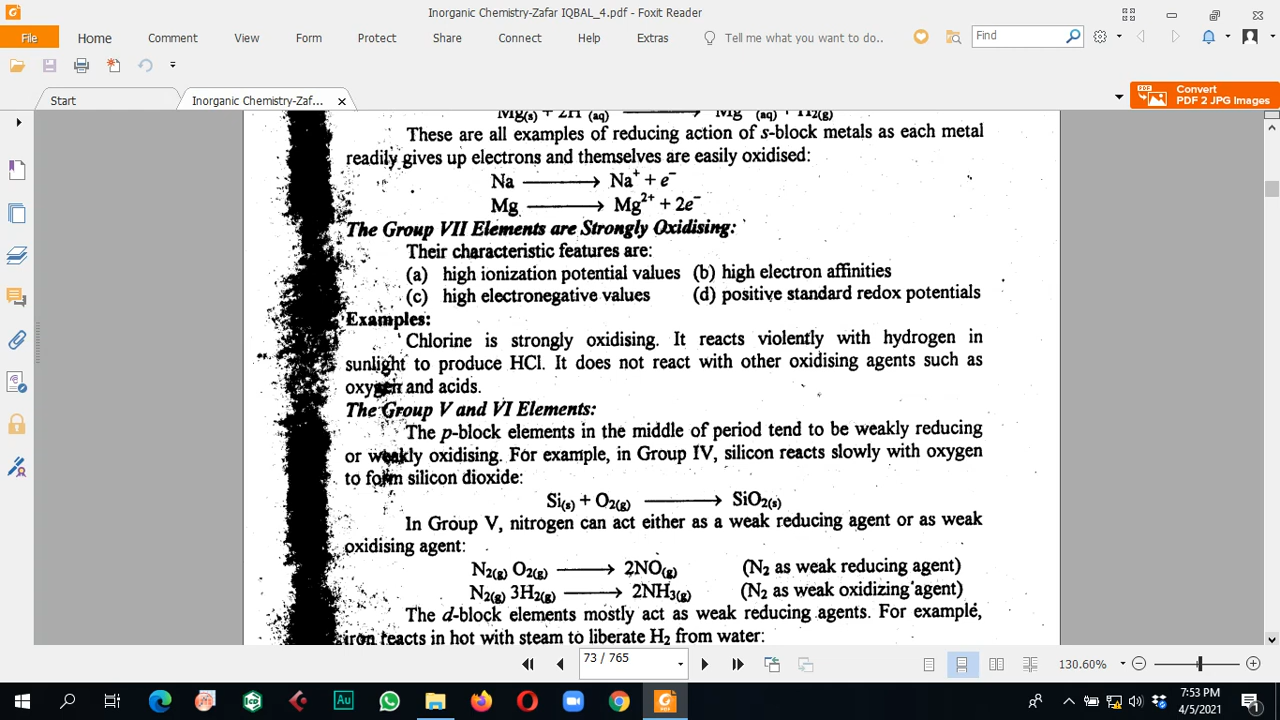 Inorganic Chemistry-Zafar IQBAL_4.pdf - Foxit Reader
File Home Comment View Form Protect Share Connect Help Extras Tell me what you want to do.. Find
Start Inorganic Chemistry-Zaf... Convert
PDF 2 JPG Images
Mg(s) + 2H (aq) ⟶ Mg (aq) + H2(g)
These are all examples of reducing action of s-block metals as each metal
readily gives up electrons and themselves are easily oxidised:
Na ⟶ Na⁺ + e⁻
Mg ⟶ Mg²⁺ + 2e⁻
The Group VII Elements are Strongly Oxidising:
Their characteristic features are:
(a) high ionization potential values (b) high electron affinities
(c) high electronegative values (d) positive standard redox potentials
Examples:
Chlorine is strongly oxidising. It reacts violently with hydrogen in
sunlight to produce HCl. It does not react with other oxidising agents such as
oxygen and acids.
The Group V and VI Elements:
The p-block elements in the middle of period tend to be weakly reducing
or weakly oxidising. For example, in Group IV, silicon reacts slowly with oxygen
to form silicon dioxide:
Si(s) + O2(g) ⟶ SiO2(s)
In Group V, nitrogen can act either as a weak reducing agent or as weak
oxidising agent:
N2(g) O2(g) ⟶ 2NO(g) (N2 as weak reducing agent)
N2(g) 3H2(g) ⟶ 2NH3(g) (N2 as weak oxidizing agent)
The d-block elements mostly act as weak reducing agents. For example,
iron reacts in hot with steam to liberate H2 from water:
73 / 765 130.60%
7:53 PM
4/5/2021